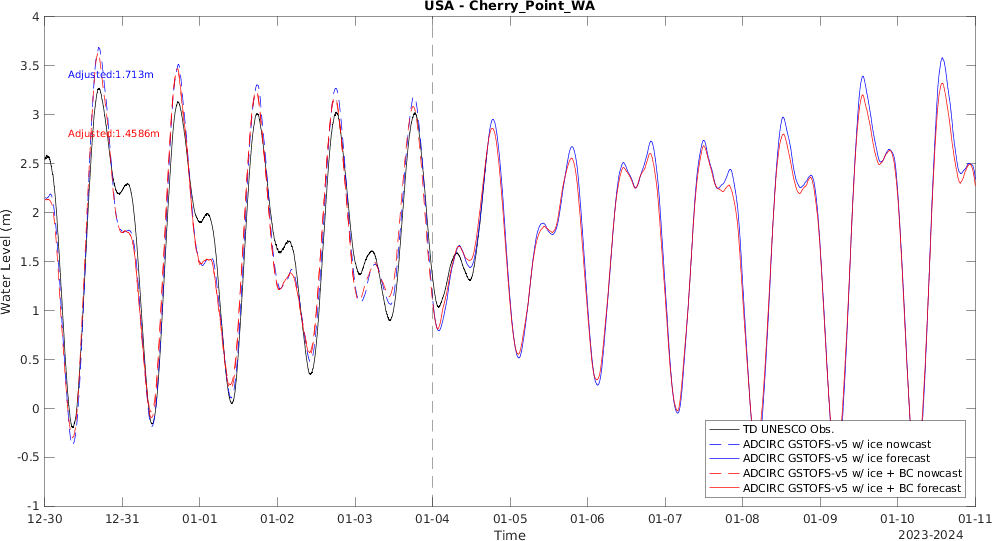 USA - Cherry_Point_WA
4
3.5
3
2.5
2
1.5
1
0.5
0
-0.5
-1
Water Level (m)
Adjusted:1.713m
Adjusted:1.4586m
TD UNESCO Obs.
ADCIRC GSTOFS-v5 w/ ice nowcast
ADCIRC GSTOFS-v5 w/ ice forecast
ADCIRC GSTOFS-v5 w/ ice + BC nowcast
ADCIRC GSTOFS-v5 w/ ice + BC forecast
12-30 12-31 01-01 01-02 01-03 01-04 01-05 01-06 01-07 01-08 01-09 01-10 01-11
Time
2023-2024